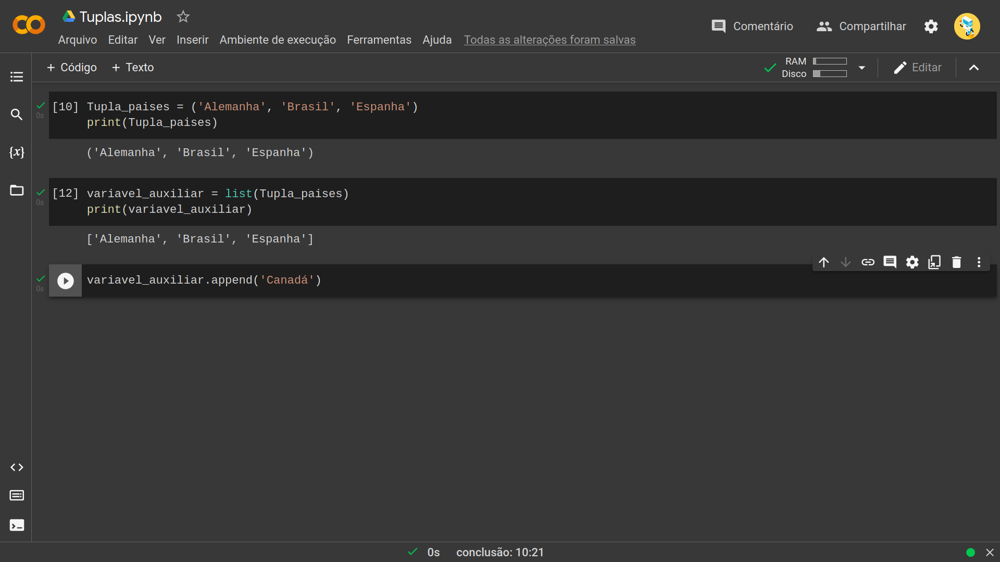 Tuplas.ipynb
Arquivo Editar Ver Inserir Ambiente de execução Ferramentas Ajuda Todas as alterações foram salvas
Comentário Compartilhar
+ Código + Texto
RAM
Disco
Editar
[10] Tupla_paises = ('Alemanha', 'Brasil', 'Espanha')
0s
print(Tupla_paises)
('Alemanha', 'Brasil', 'Espanha')
[12] variavel_auxiliar = list(Tupla_paises)
0s
print(variavel_auxiliar)
['Alemanha', 'Brasil', 'Espanha']
variavel_auxiliar.append('Canadá')
0s
{x}
0s conclusão: 10:21